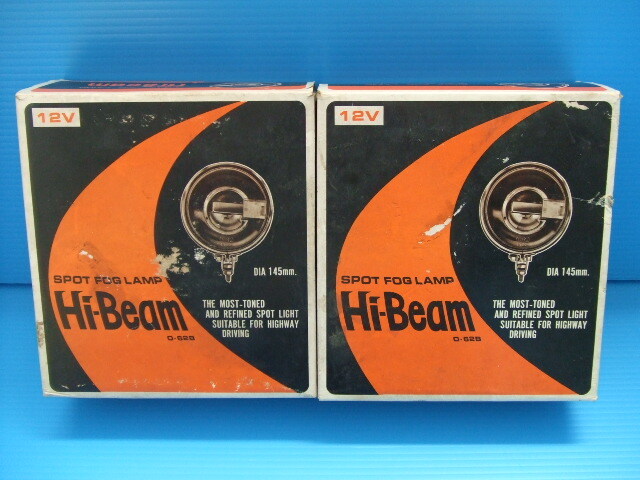 12V
DIA 145mm.
SPOT FOG LAMP
Hi-Beam
THE MOST-TONED
AND REFINED SPOT LIGHT
SUITABLE FOR HIGHWAY
DRIVING
12V
DIA 145mm.
SPOT FOG LAMP
Hi-Beam
THE MOST-TONED
AND REFINED SPOT LIGHT
SUITABLE FOR HIGHWAY
DRIVING